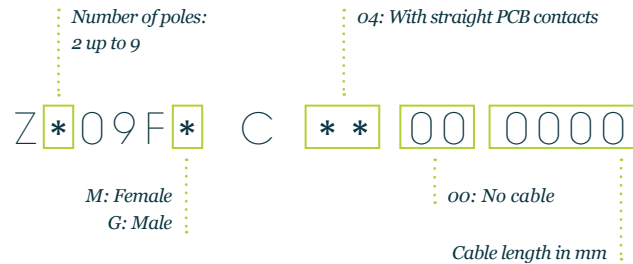 Number of poles:
2 up to 9
04: With straight PCB contacts
Z*09F* C ** 00 0000
M: Female
G: Male
00: No cable
Cable length in mm